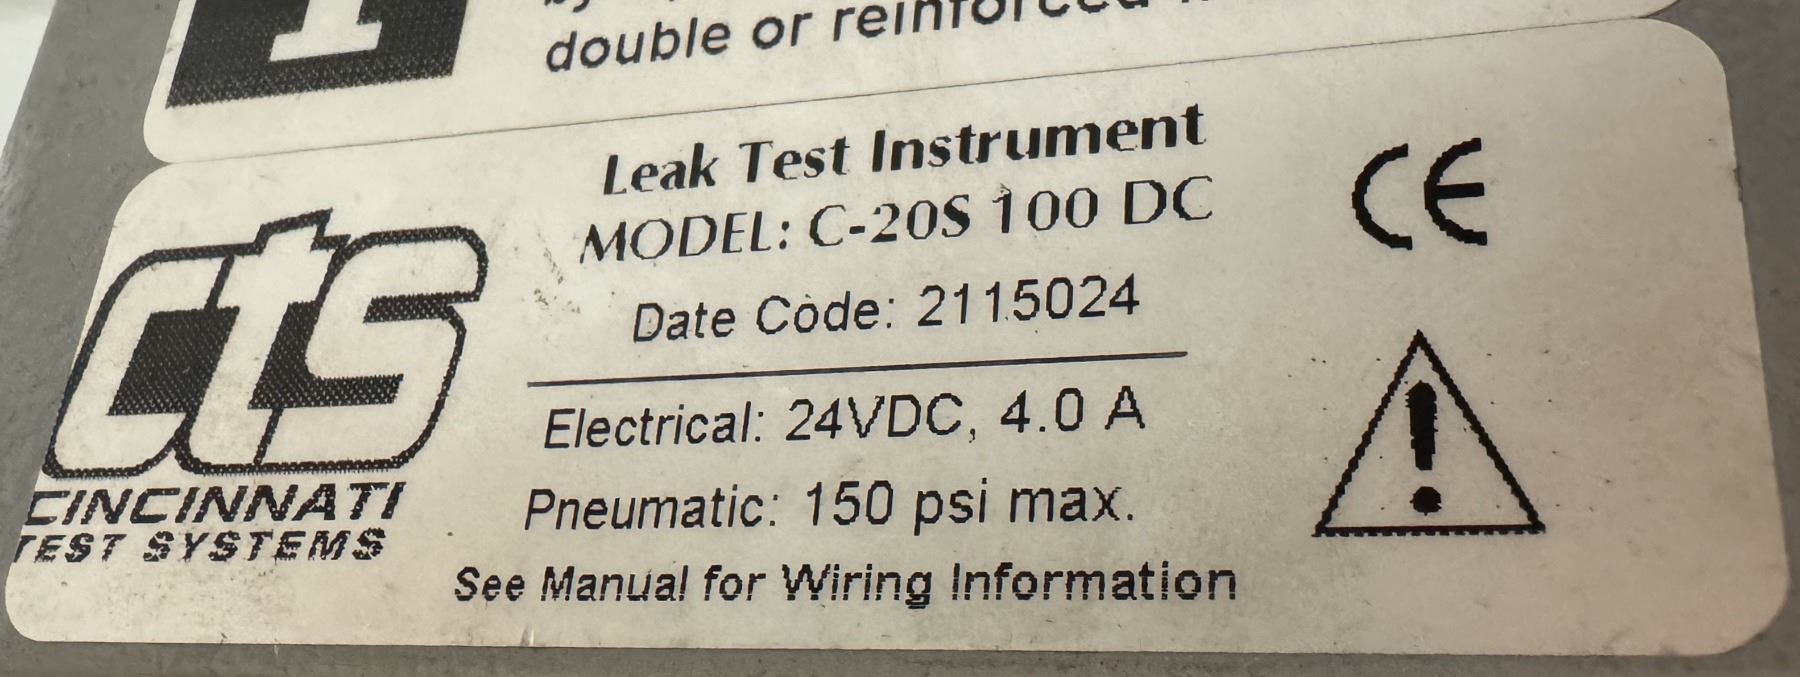 by
double or reinforced
Leak Test Instrument
MODEL: C-20S 100 DC
Date Code: 2115024
cts
CINCINNATI
TEST SYSTEMS
Electrical: 24VDC, 4.0 A
Pneumatic: 150 psi max.
See Manual for Wiring Information
CE